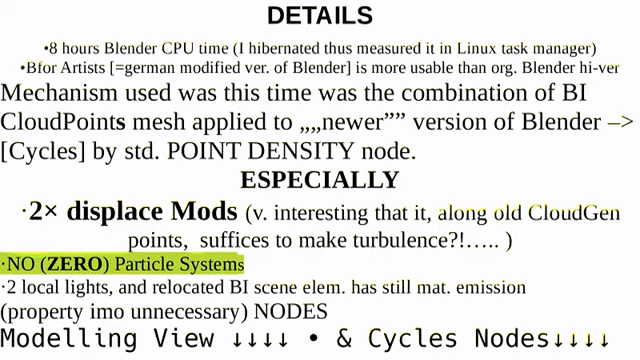 DETAILS
•8 hours Blender CPU time (I hibernated thus measured it in Linux task manager)
•Bfor Artists [=german modified ver. of Blender] is more usable than org. Blender hi-ver
Mechanism used was this time was the combination of BI
CloudPoints mesh applied to „„newer”” version of Blender –>
[Cycles] by std. POINT DENSITY node.
ESPECIALLY
·2× displace Mods (v. interesting that it, along old CloudGen
points, suffices to make turbulence?!….. )
·NO (ZERO) Particle Systems
·2 local lights, and relocated BI scene elem. has still mat. emission
(property imo unnecessary) NODES
Modelling View ↓↓↓↓ • & Cycles Nodes↓↓↓↓